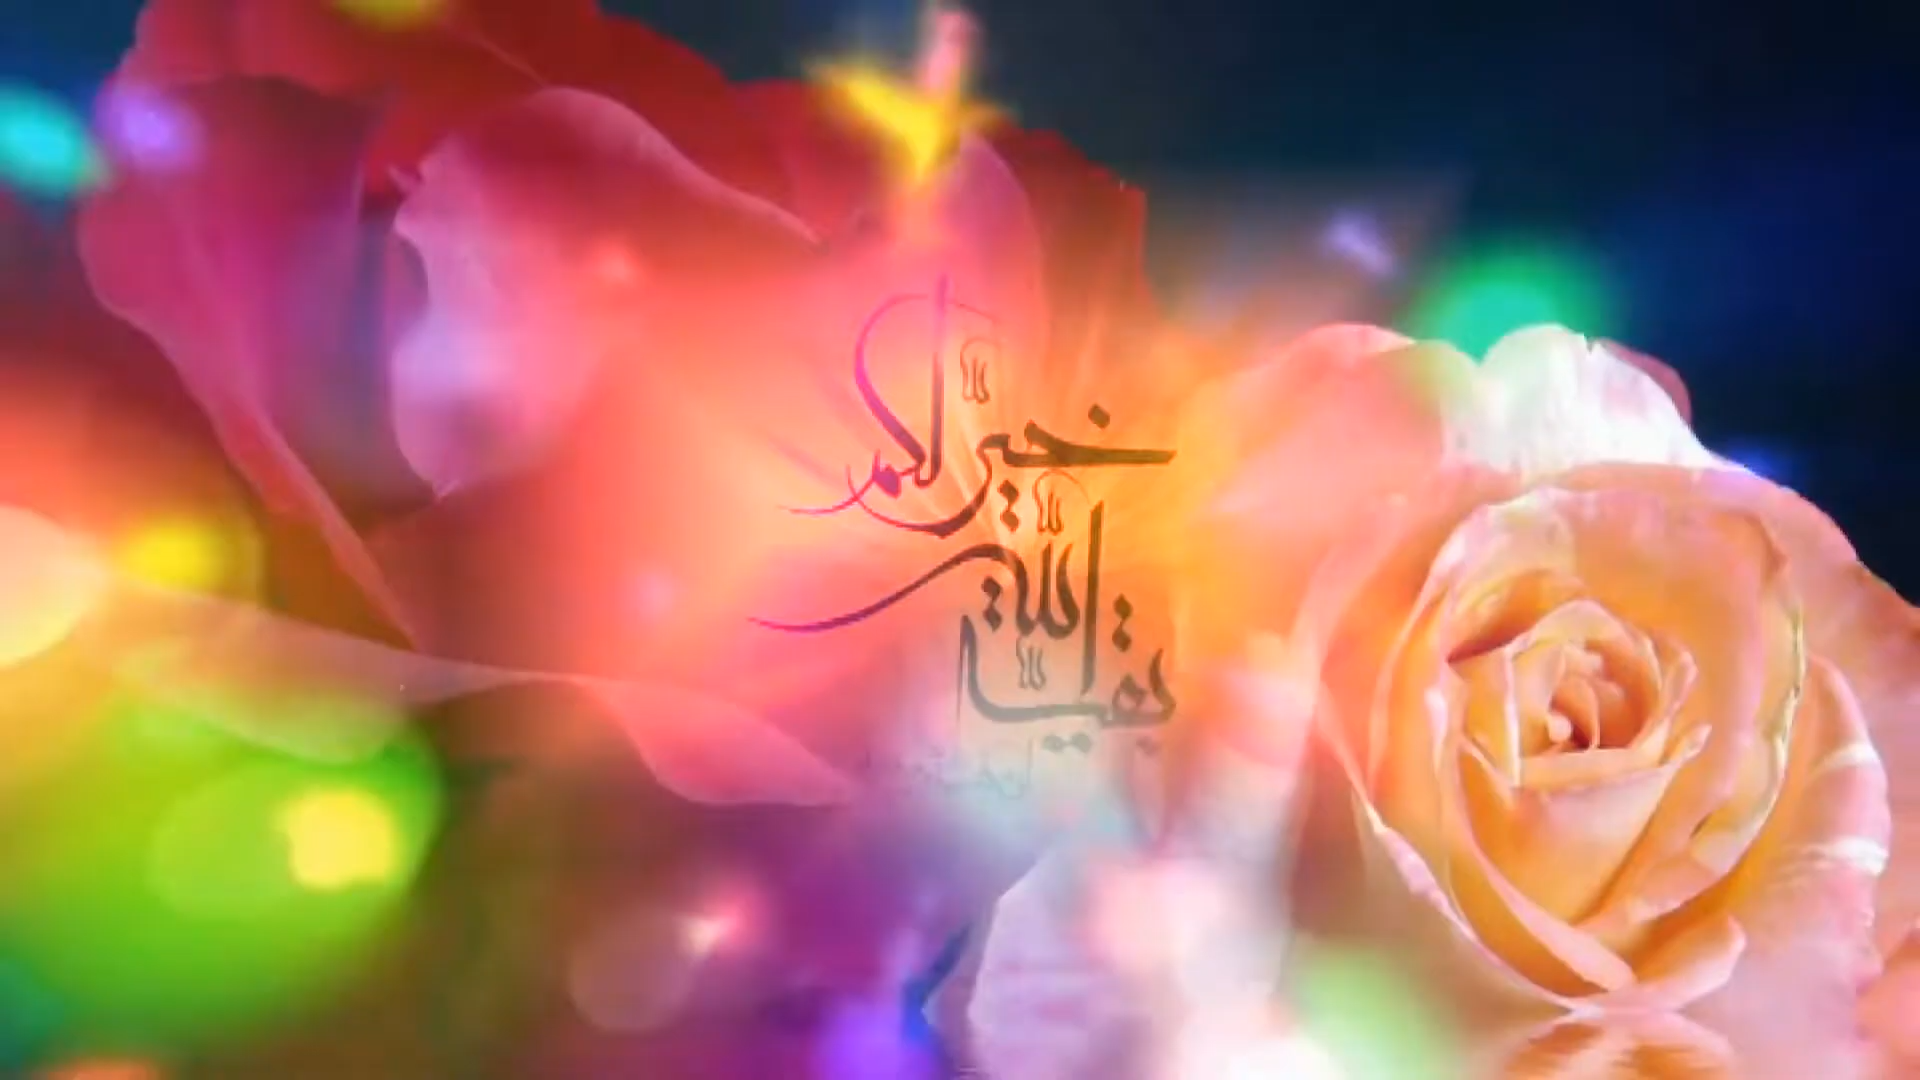 بقیة
الله
خیر لکم